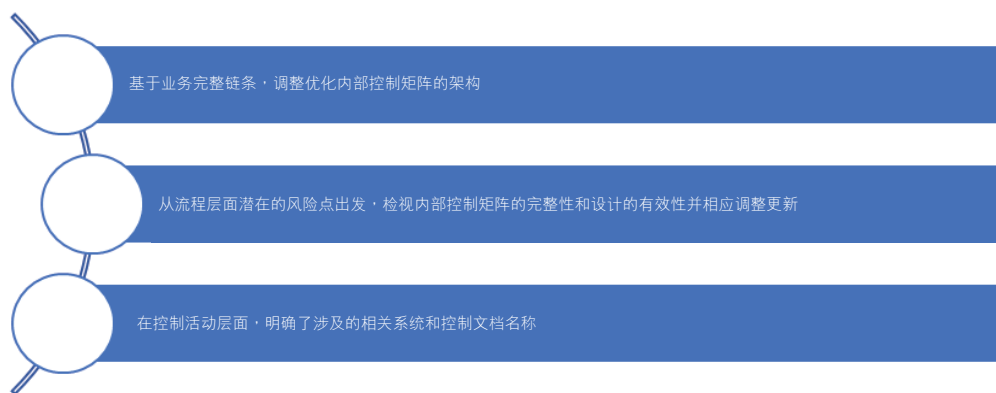 基于业务完整链条，调整优化内部控制矩阵的架构
从流程层面潜在的风险点出发，检视内部控制矩阵的完整性和设计的有效性并相应调整更新
在控制活动层面，明确了涉及的相关系统和控制文档名称